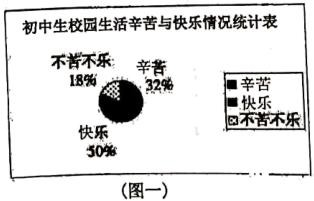 初中生校园生活辛苦与快乐情况统计表
不苦不乐
18%
辛苦
32%
快乐
50%
辛苦
快乐
不苦不乐
(图一)